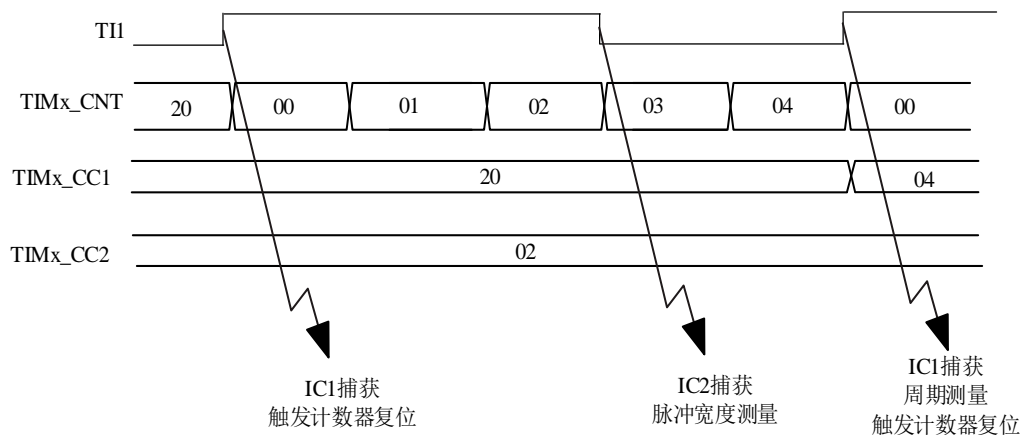 TI1
TIMx_CNT
20
00
01
02
03
04
00
TIMx_CC1
20
04
TIMx_CC2
02
IC1捕获
触发计数器复位
IC2捕获
脉冲宽度测量
IC1捕获
周期测量
触发计数器复位